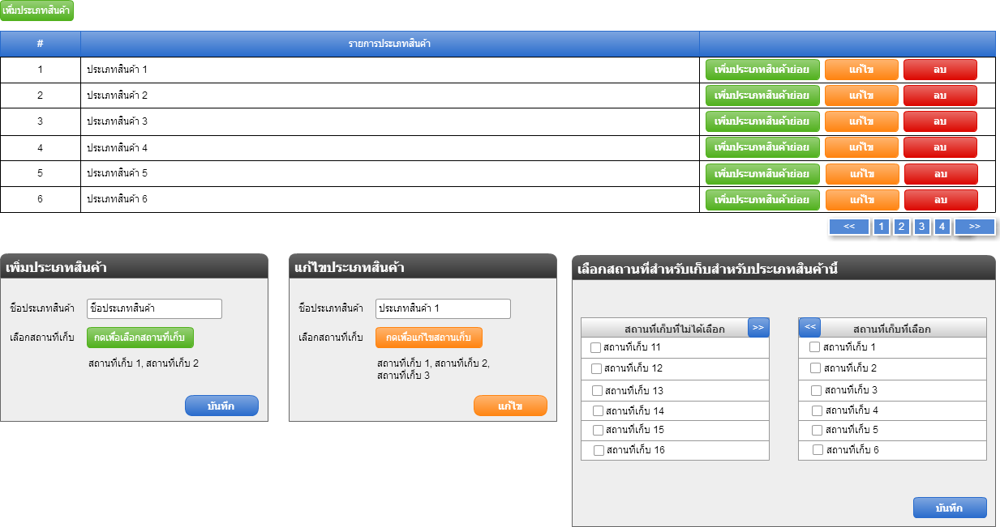 เพิ่มประเภทสินค้า
# รายการประเภทสินค้า
1 ประเภทสินค้า 1 เพิ่มประเภทสินค้าย่อย แก้ไข ลบ
2 ประเภทสินค้า 2 เพิ่มประเภทสินค้าย่อย แก้ไข ลบ
3 ประเภทสินค้า 3 เพิ่มประเภทสินค้าย่อย แก้ไข ลบ
4 ประเภทสินค้า 4 เพิ่มประเภทสินค้าย่อย แก้ไข ลบ
5 ประเภทสินค้า 5 เพิ่มประเภทสินค้าย่อย แก้ไข ลบ
6 ประเภทสินค้า 6 เพิ่มประเภทสินค้าย่อย แก้ไข ลบ
<< 1 2 3 4 >>
เพิ่มประเภทสินค้า
ชื่อประเภทสินค้า ชื่อประเภทสินค้า
เลือกสถานที่เก็บ กดเพื่อเลือกสถานที่เก็บ
สถานที่เก็บ 1, สถานที่เก็บ 2
บันทึก
แก้ไขประเภทสินค้า
ชื่อประเภทสินค้า ประเภทสินค้า 1
เลือกสถานที่เก็บ กดเพื่อแก้ไขสถานเก็บ
สถานที่เก็บ 1, สถานที่เก็บ 2,
สถานที่เก็บ 3
แก้ไข
เลือกสถานที่สำหรับเก็บสำหรับประเภทสินค้านี้
สถานที่เก็บที่ไม่ได้เลือก >>
สถานที่เก็บ 11
สถานที่เก็บ 12
สถานที่เก็บ 13
สถานที่เก็บ 14
สถานที่เก็บ 15
สถานที่เก็บ 16
<< สถานที่เก็บที่เลือก
สถานที่เก็บ 1
สถานที่เก็บ 2
สถานที่เก็บ 3
สถานที่เก็บ 4
สถานที่เก็บ 5
สถานที่เก็บ 6
บันทึก